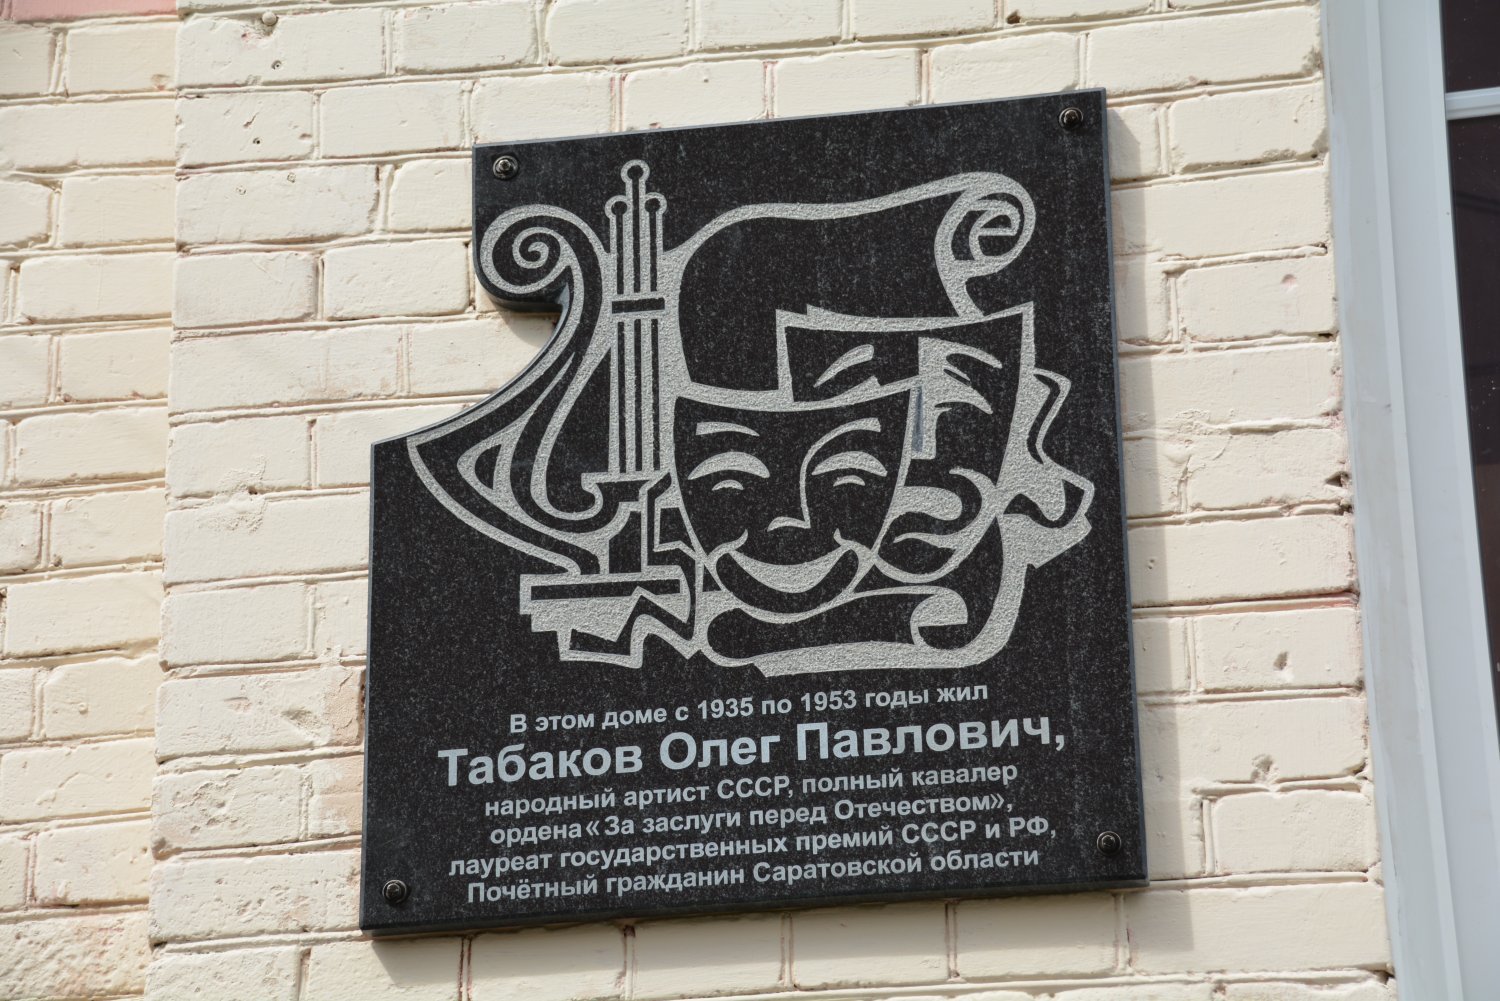 В этом доме с 1935 по 1953 годы жил
Табаков Олег Павлович,
народный артист СССР, полный кавалер
ордена «За заслуги перед Отечеством»,
лауреат государственных премий СССР и РФ,
Почётный гражданин Саратовской области